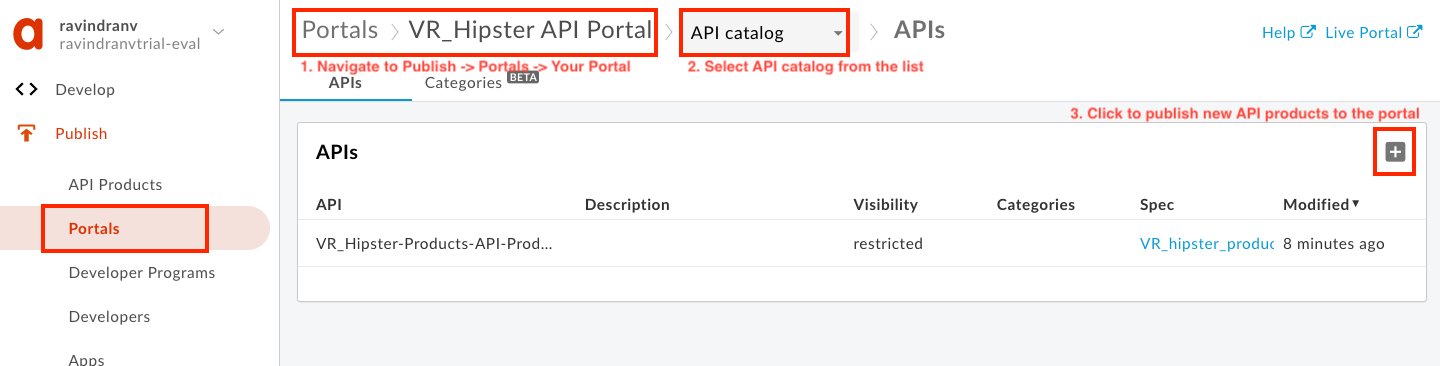 ravindranv
ravindranvtrial-eval
Develop
Publish
API Products
Portals
Developer Programs
Developers
Apps
Portals VR_Hipster API Portal API catalog APIs
Help Live Portal
1. Navigate to Publish -> Portals -> Your Portal
2. Select API catalog from the list
APIs Categories BETA
3. Click to publish new API products to the portal
APIs
API Description Visibility Categories Spec Modified
VR_Hipster-Products-API-Prod... restricted VR_hipster_produc 8 minutes ago